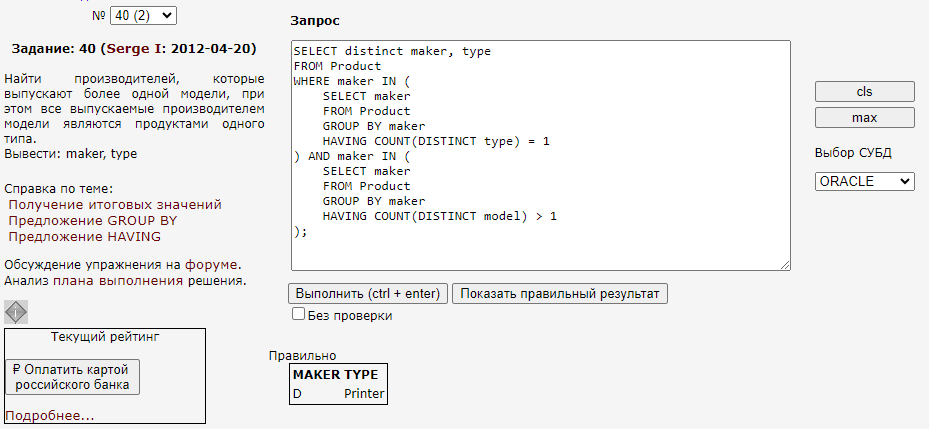 № 40 (2)
Задание: 40 (Serge I: 2012-04-20)
Найти производителей, которые
выпускают более одной модели, при
этом все выпускаемые производителем
модели являются продуктами одного
типа.
Вывести: maker, type
Справка по теме:
Получение итоговых значений
Предложение GROUP BY
Предложение HAVING
Обсуждение упражнения на форуме.
Анализ плана выполнения решения.
Текущий рейтинг
₽ Оплатить картой
российского банка
Подробнее...
Запрос
SELECT distinct maker, type
FROM Product
WHERE maker IN (
    SELECT maker
    FROM Product
    GROUP BY maker
    HAVING COUNT(DISTINCT type) = 1
) AND maker IN (
    SELECT maker
    FROM Product
    GROUP BY maker
    HAVING COUNT(DISTINCT model) > 1
);
Выполнить (ctrl + enter) Показать правильный результат
Без проверки
Правильно
MAKER TYPE
D Printer
cls
max
Выбор СУБД
ORACLE